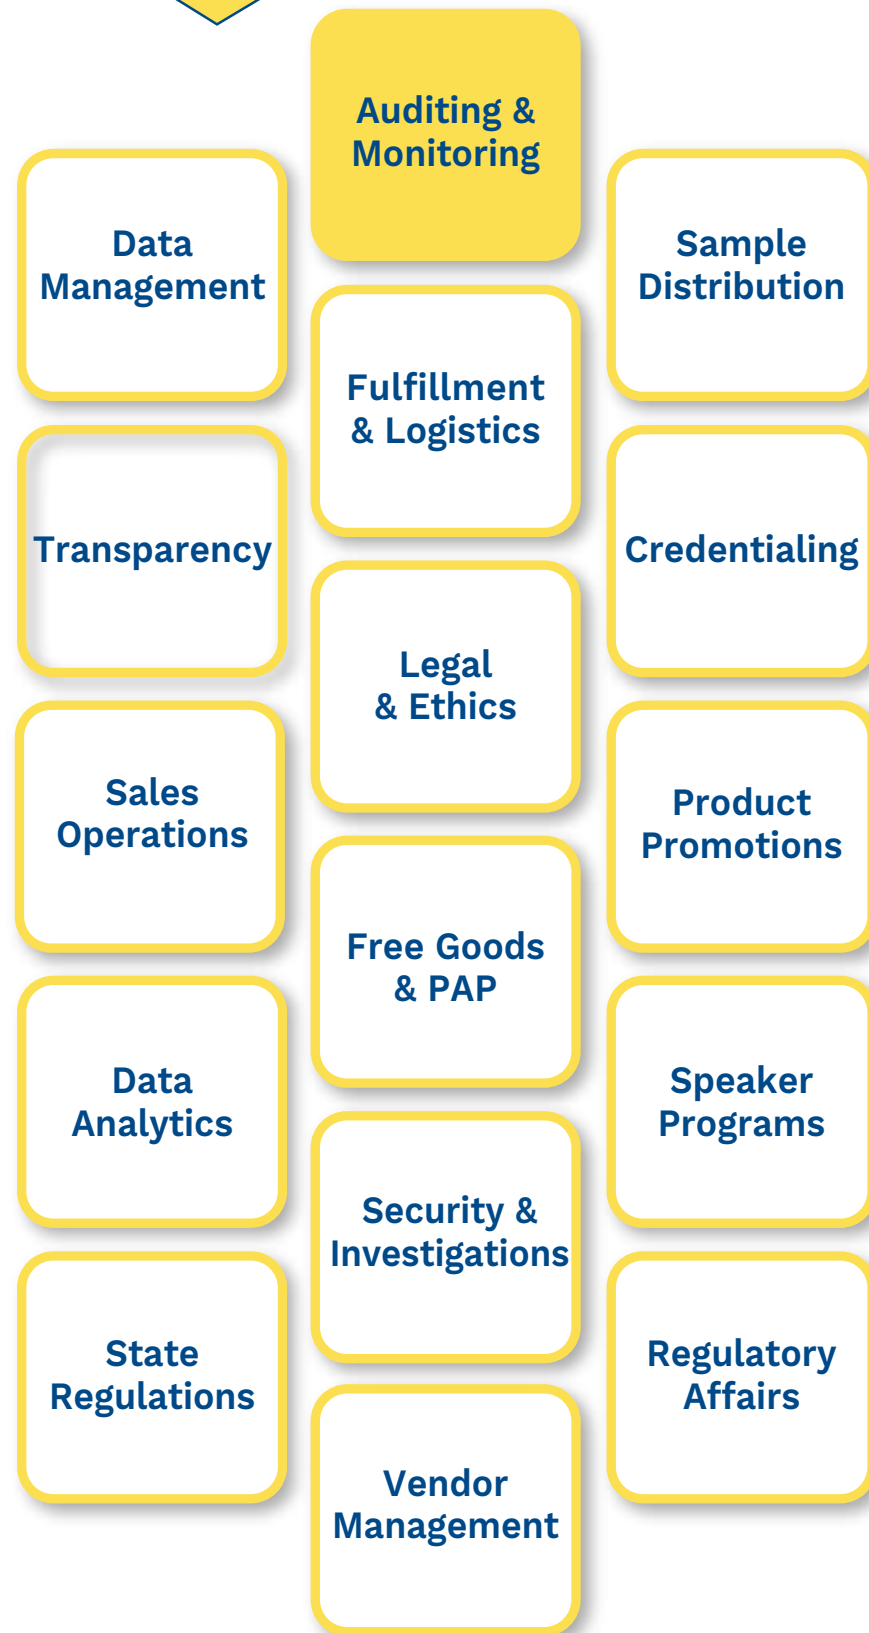 Auditing &
Monitoring
Data
Management
Sample
Distribution
Fulfillment
& Logistics
Transparency
Credentialing
Legal
& Ethics
Sales
Operations
Product
Promotions
Free Goods
& PAP
Data
Analytics
Speaker
Programs
Security &
Investigations
State
Regulations
Regulatory
Affairs
Vendor
Management